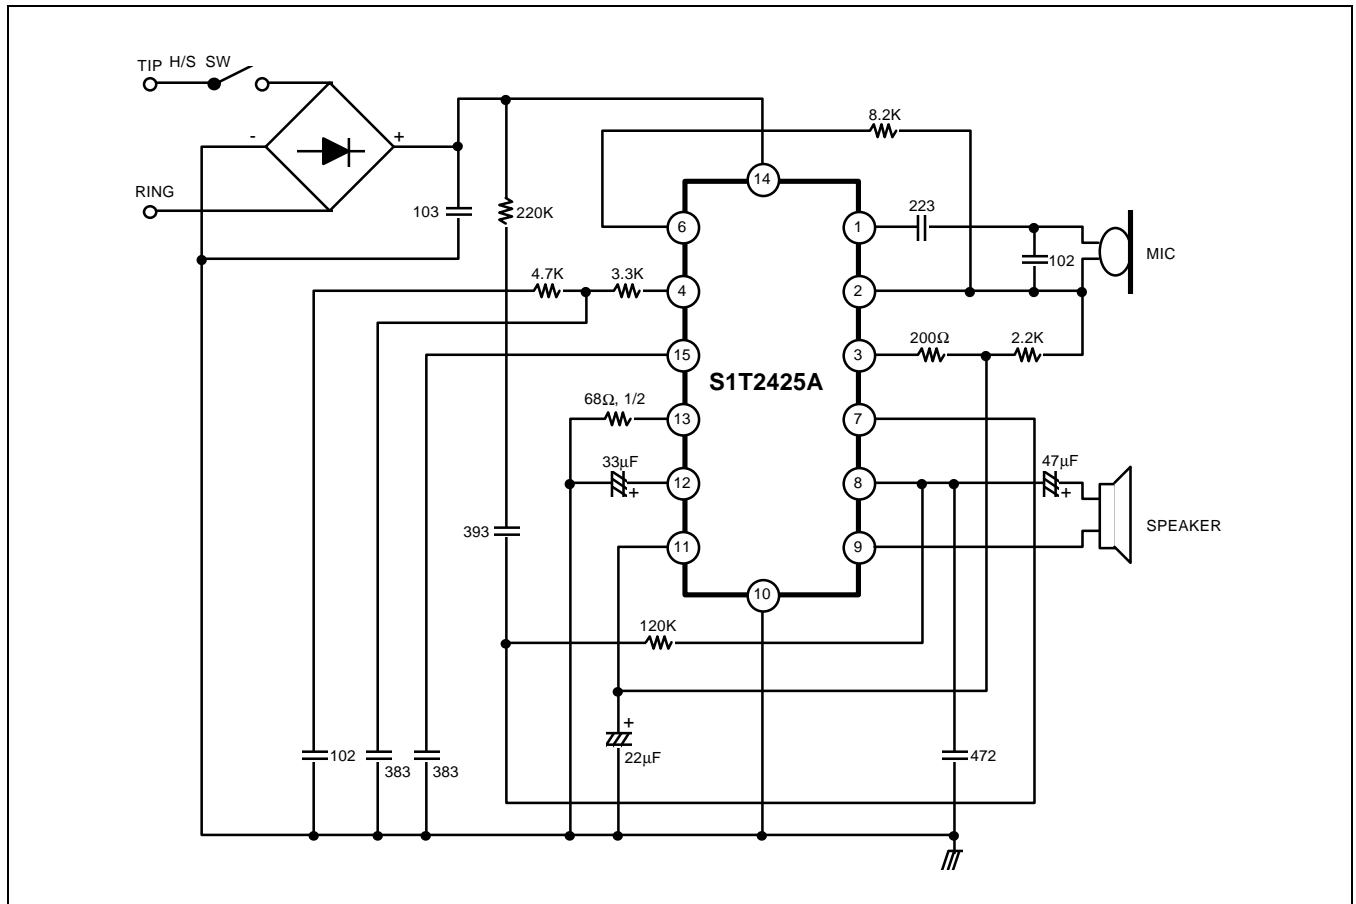 TIP H/S SW
8.2K
- +
14
RING
103
220K
6
1
223
MIC
102
4.7K
3.3K
4
2
200Ω
2.2K
15
3
S1T2425A
68Ω, 1/2
13
7
33µF
+
12
8
47µF
+
393
SPEAKER
11
9
10
120K
+
22µF
102
383
383
472